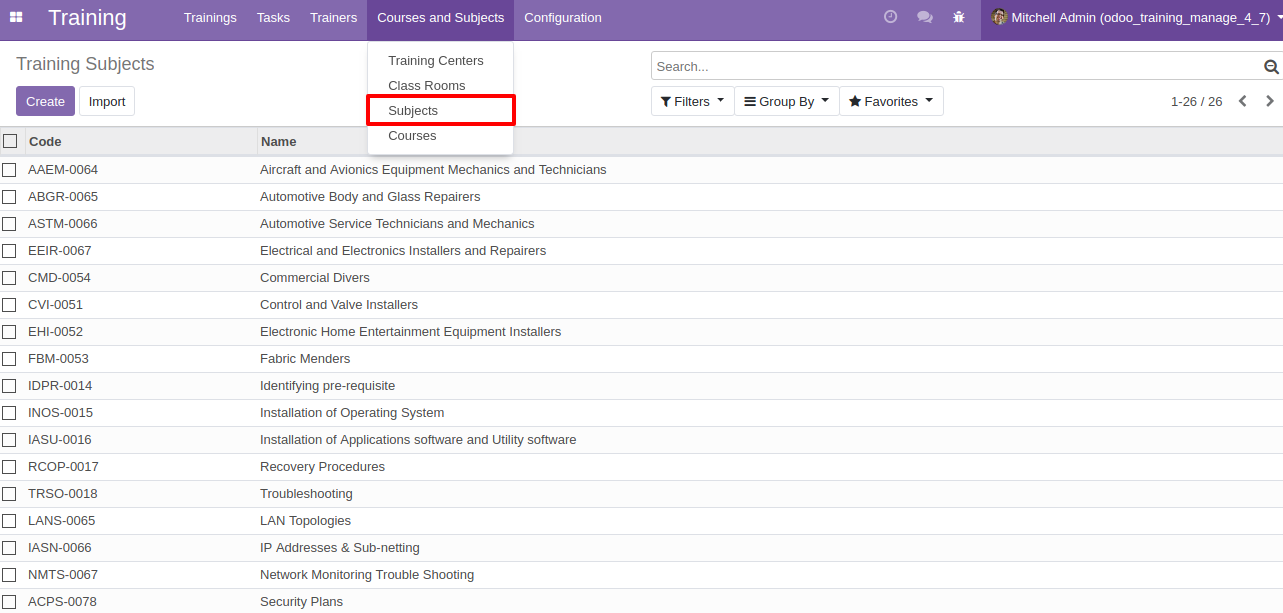 Training Trainings Tasks Trainers Courses and Subjects Configuration Mitchell Admin (odoo_training_manage_4_7)
Training Subjects
Training Centers
Class Rooms
Subjects
Courses
Search...
Create Import
Filters Group By Favorites 1-26 / 26
Code Name
AAEM-0064 Aircraft and Avionics Equipment Mechanics and Technicians
ABGR-0065 Automotive Body and Glass Repairers
ASTM-0066 Automotive Service Technicians and Mechanics
EEIR-0067 Electrical and Electronics Installers and Repairers
CMD-0054 Commercial Divers
CVI-0051 Control and Valve Installers
EHI-0052 Electronic Home Entertainment Equipment Installers
FBM-0053 Fabric Menders
IDPR-0014 Identifying pre-requisite
INOS-0015 Installation of Operating System
IASU-0016 Installation of Applications software and Utility software
RCOP-0017 Recovery Procedures
TRSO-0018 Troubleshooting
LANS-0065 LAN Topologies
IASN-0066 IP Addresses & Sub-netting
NMTS-0067 Network Monitoring Trouble Shooting
ACPS-0078 Security Plans